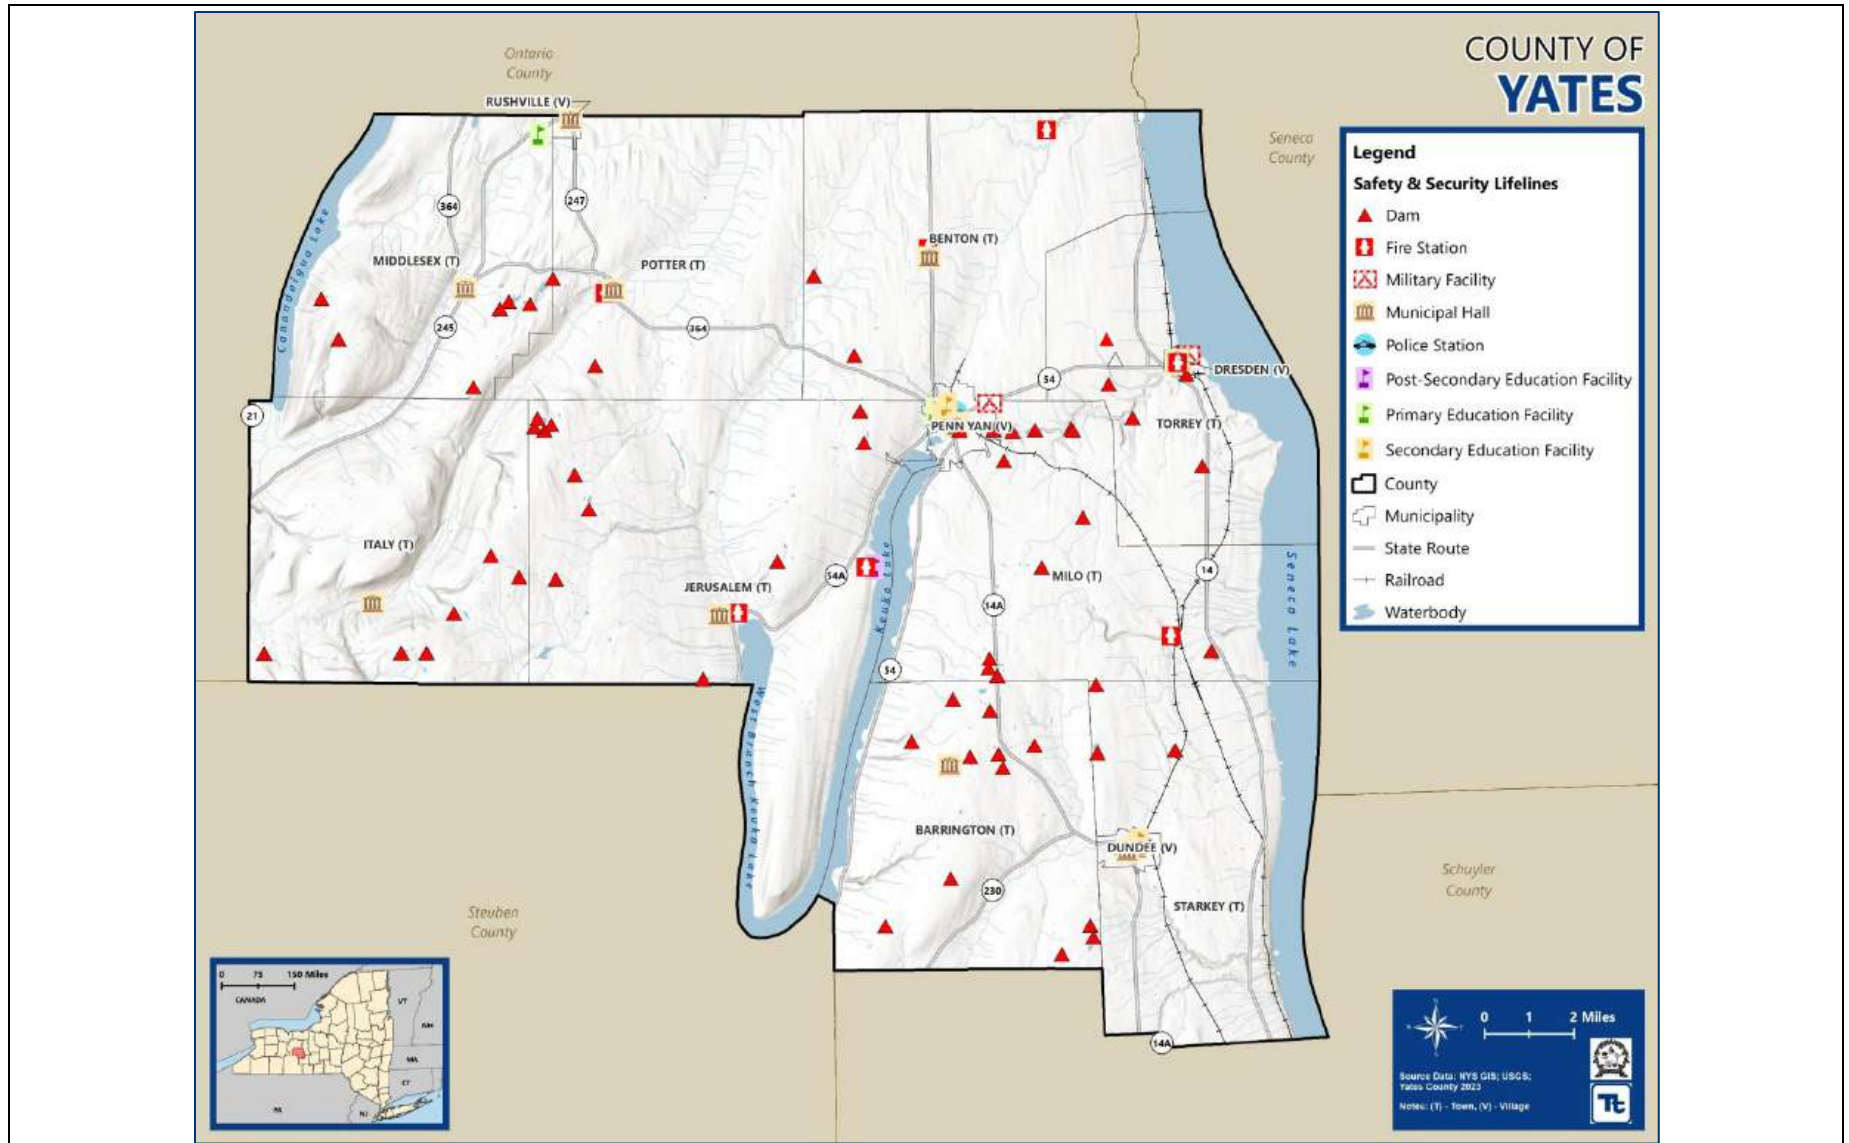 COUNTY OF
YATES
Ontario
County
RUSHVILLE (V)
Seneca
County
Legend
Safety & Security Lifelines
Dam
Fire Station
Military Facility
Municipal Hall
Police Station
Post-Secondary Education Facility
Primary Education Facility
Secondary Education Facility
County
Municipality
State Route
Railroad
Waterbody
364
247
Canandaigua Lake
MIDDLESEX (T)
POTTER (T)
BENTON (T)
245
364
54
DRESDEN (V)
21
PENN YAN (V)
TORREY (T)
ITALY (T)
JERUSALEM (T)
54A
Keuka Lake
MILO (T)
14
14A
Seneca Lake
54
West Branch Keuka Lake
BARRINGTON (T)
DUNDEE (V)
230
STARKEY (T)
Steuben
County
Schuyler
County
14A
0 75 150 Miles
CANADA
VT
NH
MA
CT
PA
NJ
N
0 1 2 Miles
Source Data: NYS GIS; USGS;
Yates County 2023
Notes: (T) - Town, (V) - Village
Tt